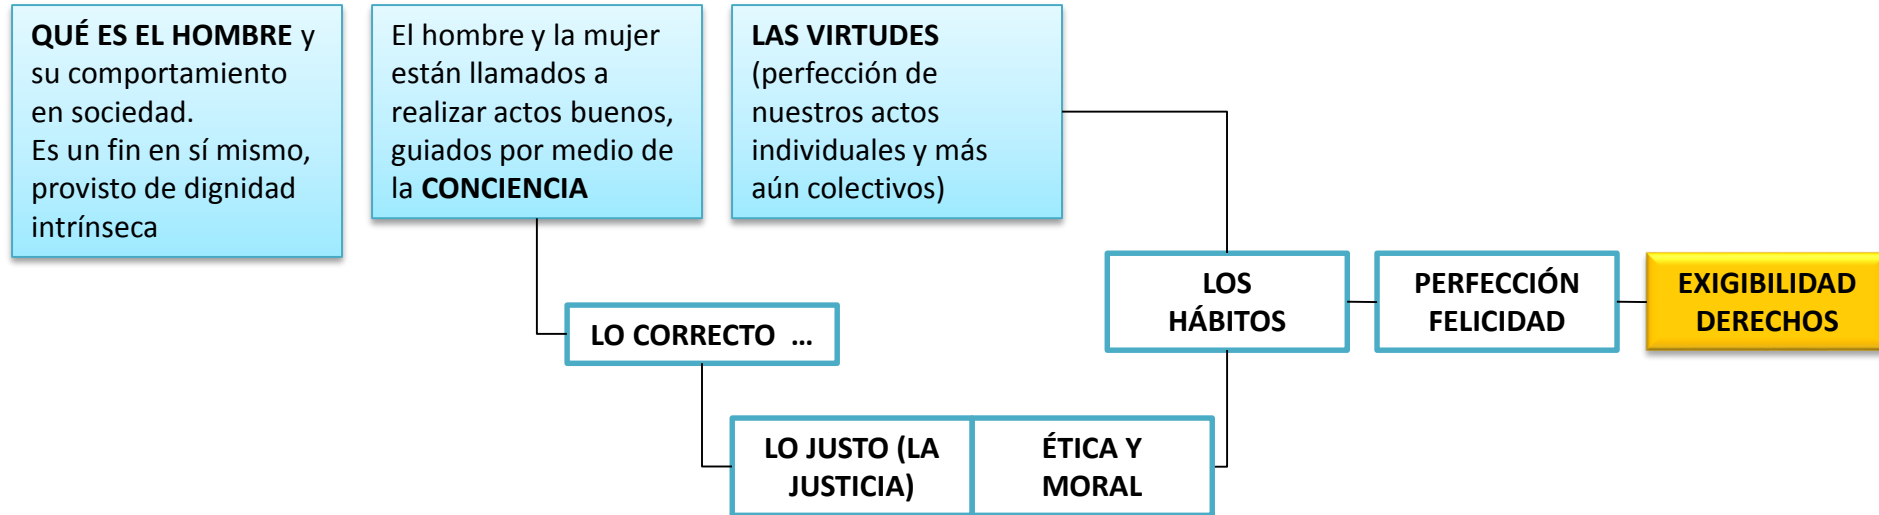 QUÉ ES EL HOMBRE y
su comportamiento
en sociedad.
Es un fin en sí mismo,
provisto de dignidad
intrínseca
El hombre y la mujer
están llamados a
realizar actos buenos,
guiados por medio de
la CONCIENCIA
LAS VIRTUDES
(perfección de
nuestros actos
individuales y más
aún colectivos)
LO CORRECTO ...
LO JUSTO (LA
JUSTICIA)
ÉTICA Y
MORAL
LOS
HÁBITOS
PERFECCIÓN
FELICIDAD
EXIGIBILIDAD
DERECHOS